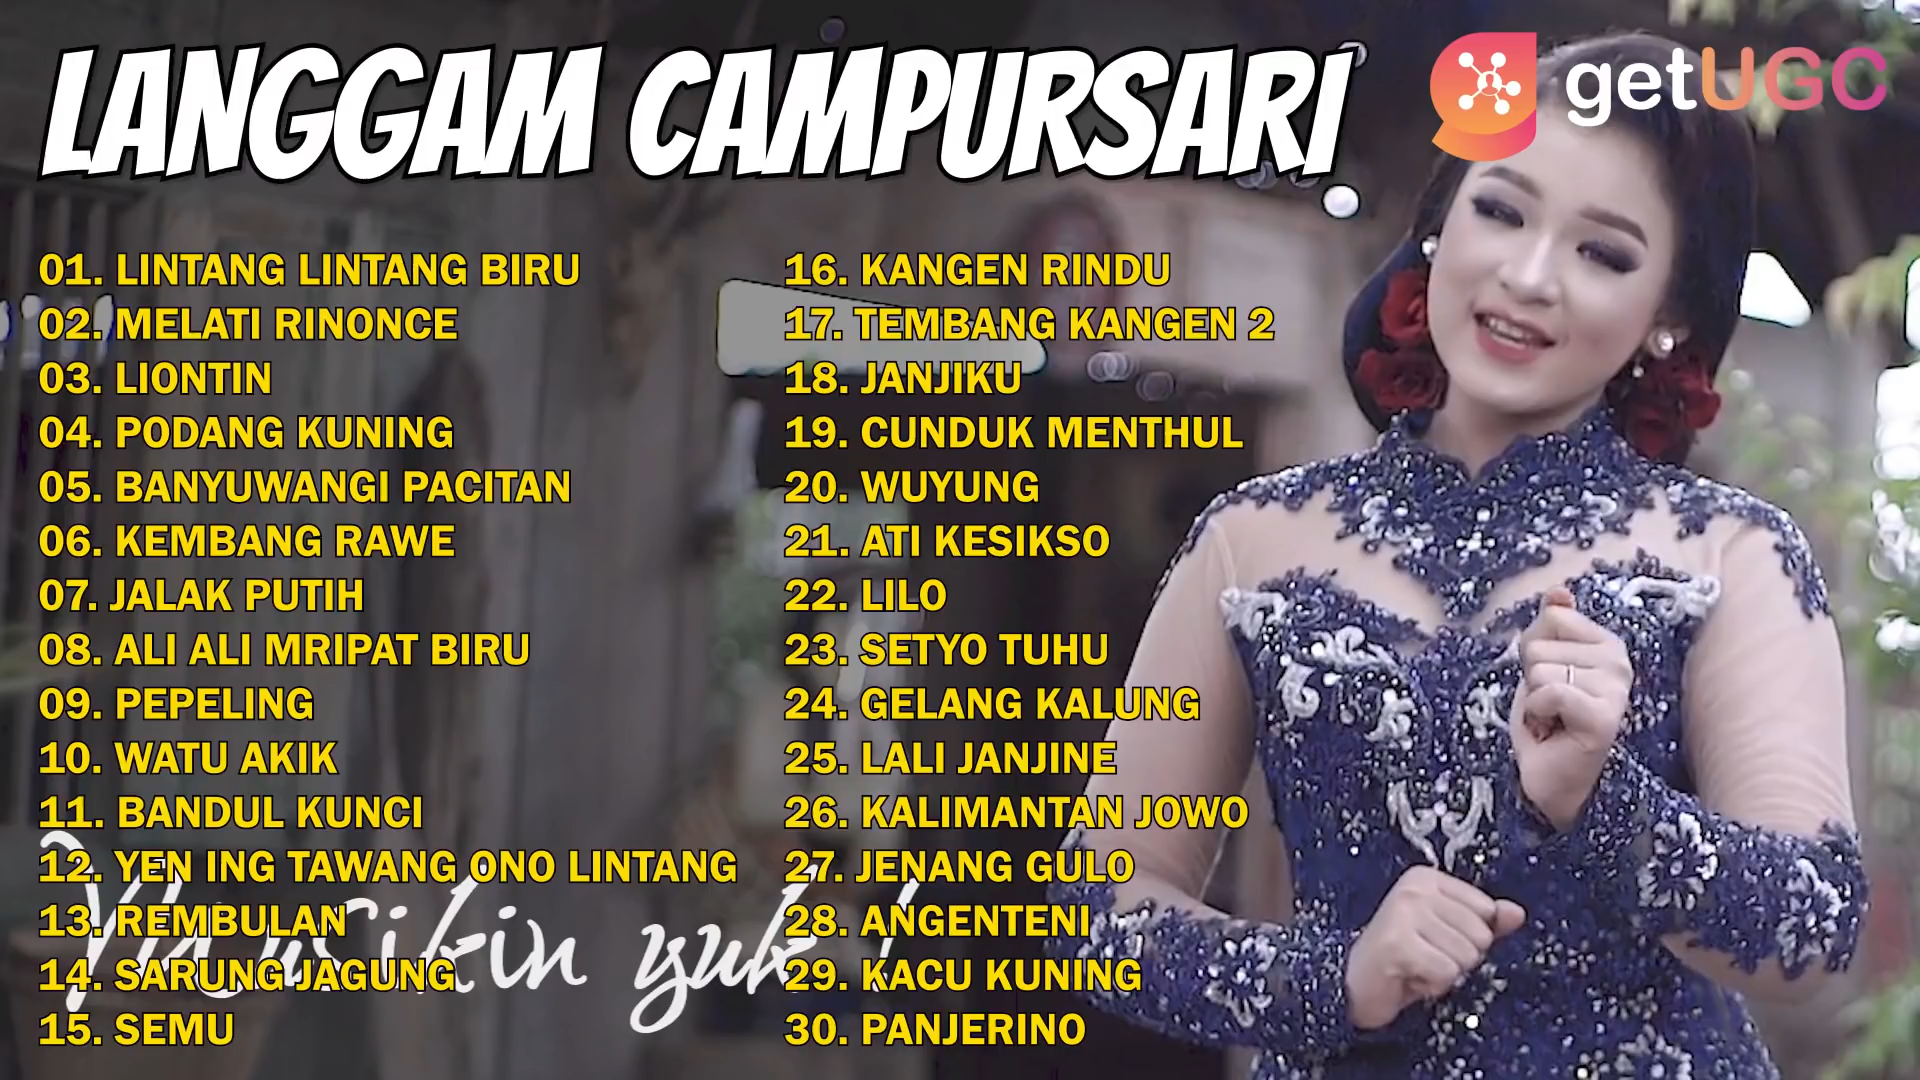 LANGGAM CAMPURSARI
getUGC
01. LINTANG LINTANG BIRU
02. MELATI RINONCE
03. LIONTIN
04. PODANG KUNING
05. BANYUWANGI PACITAN
06. KEMBANG RAWE
07. JALAK PUTIH
08. ALI ALI MRIPAT BIRU
09. PEPELING
10. WATU AKIK
11. BANDUL KUNCI
12. YEN ING TAWANG ONO LINTANG
13. REMBULAN
14. SARUNG JAGUNG
15. SEMU
16. KANGEN RINDU
17. TEMBANG KANGEN 2
18. JANJIKU
19. CUNDUK MENTHUL
20. WUYUNG
21. ATI KESIKSO
22. LILO
23. SETYO TUHU
24. GELANG KALUNG
25. LALI JANJINE
26. KALIMANTAN JOWO
27. JENANG GULO
28. ANGENTENI
29. KACU KUNING
30. PANJERINO
Musikin yuk !